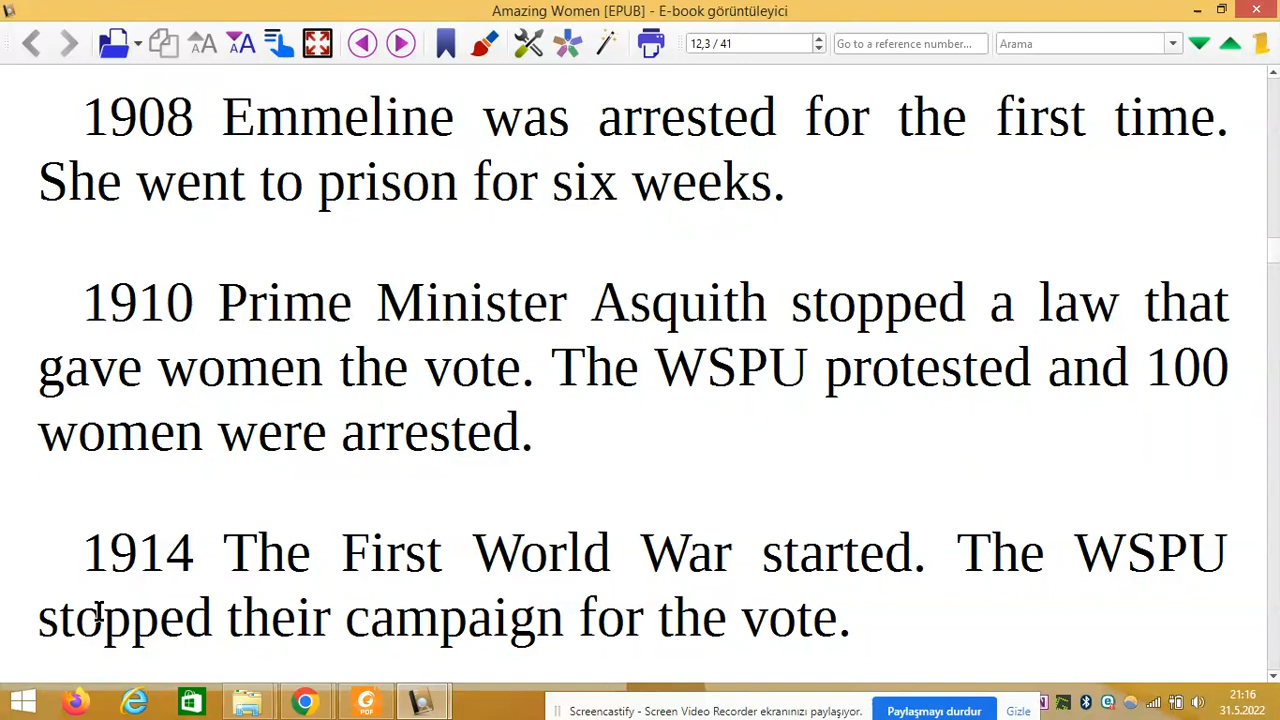 Amazing Women [EPUB] - E-book görüntüleyici
12,3 / 41
Go to a reference number...
Arama
1908 Emmeline was arrested for the first time.
She went to prison for six weeks.
1910 Prime Minister Asquith stopped a law that
gave women the vote. The WSPU protested and 100
women were arrested.
1914 The First World War started. The WSPU
stopped their campaign for the vote.
Screencastify - Screen Video Recorder ekranınızı paylaşıyor.
Paylaşmayı durdur
Gizle
21:16
31.5.2022